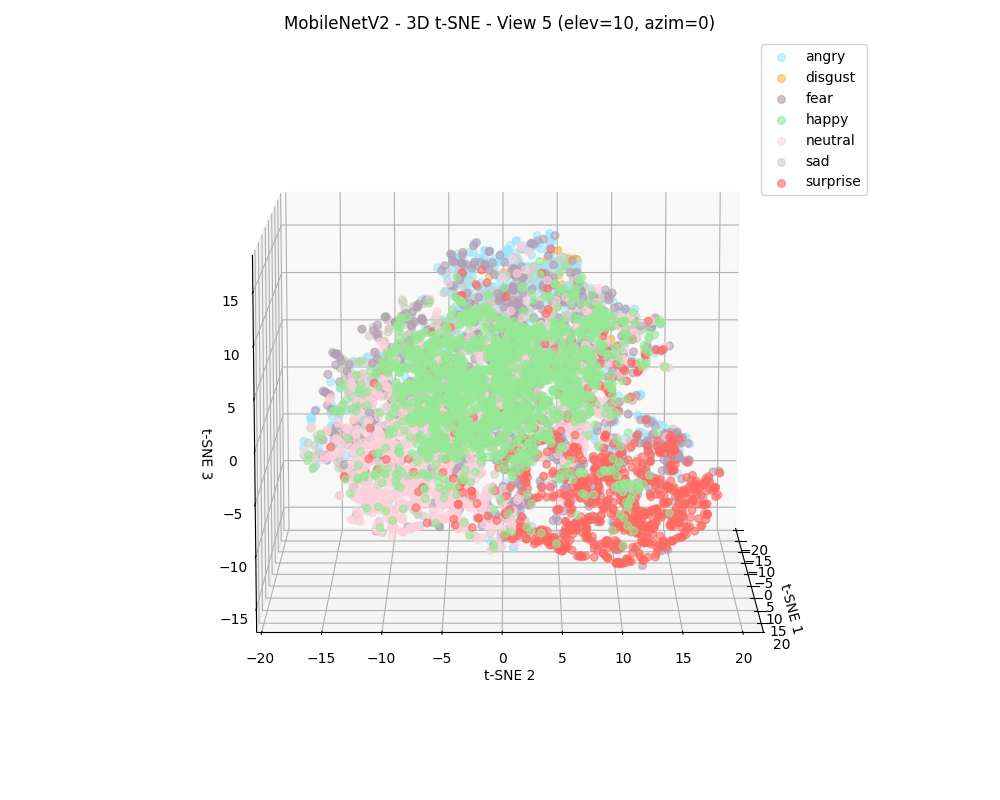 MobileNetV2 - 3D t-SNE - View 5 (elev=10, azim=0)
angry
disgust
fear
happy
neutral
sad
surprise
15
10
5
0
−5
−10
−15
t-SNE 3
−20
−15
−10
−5
0
5
10
15
20
t-SNE 2
−20
−15
−10
−5
0
5
10
15
20
t-SNE 1